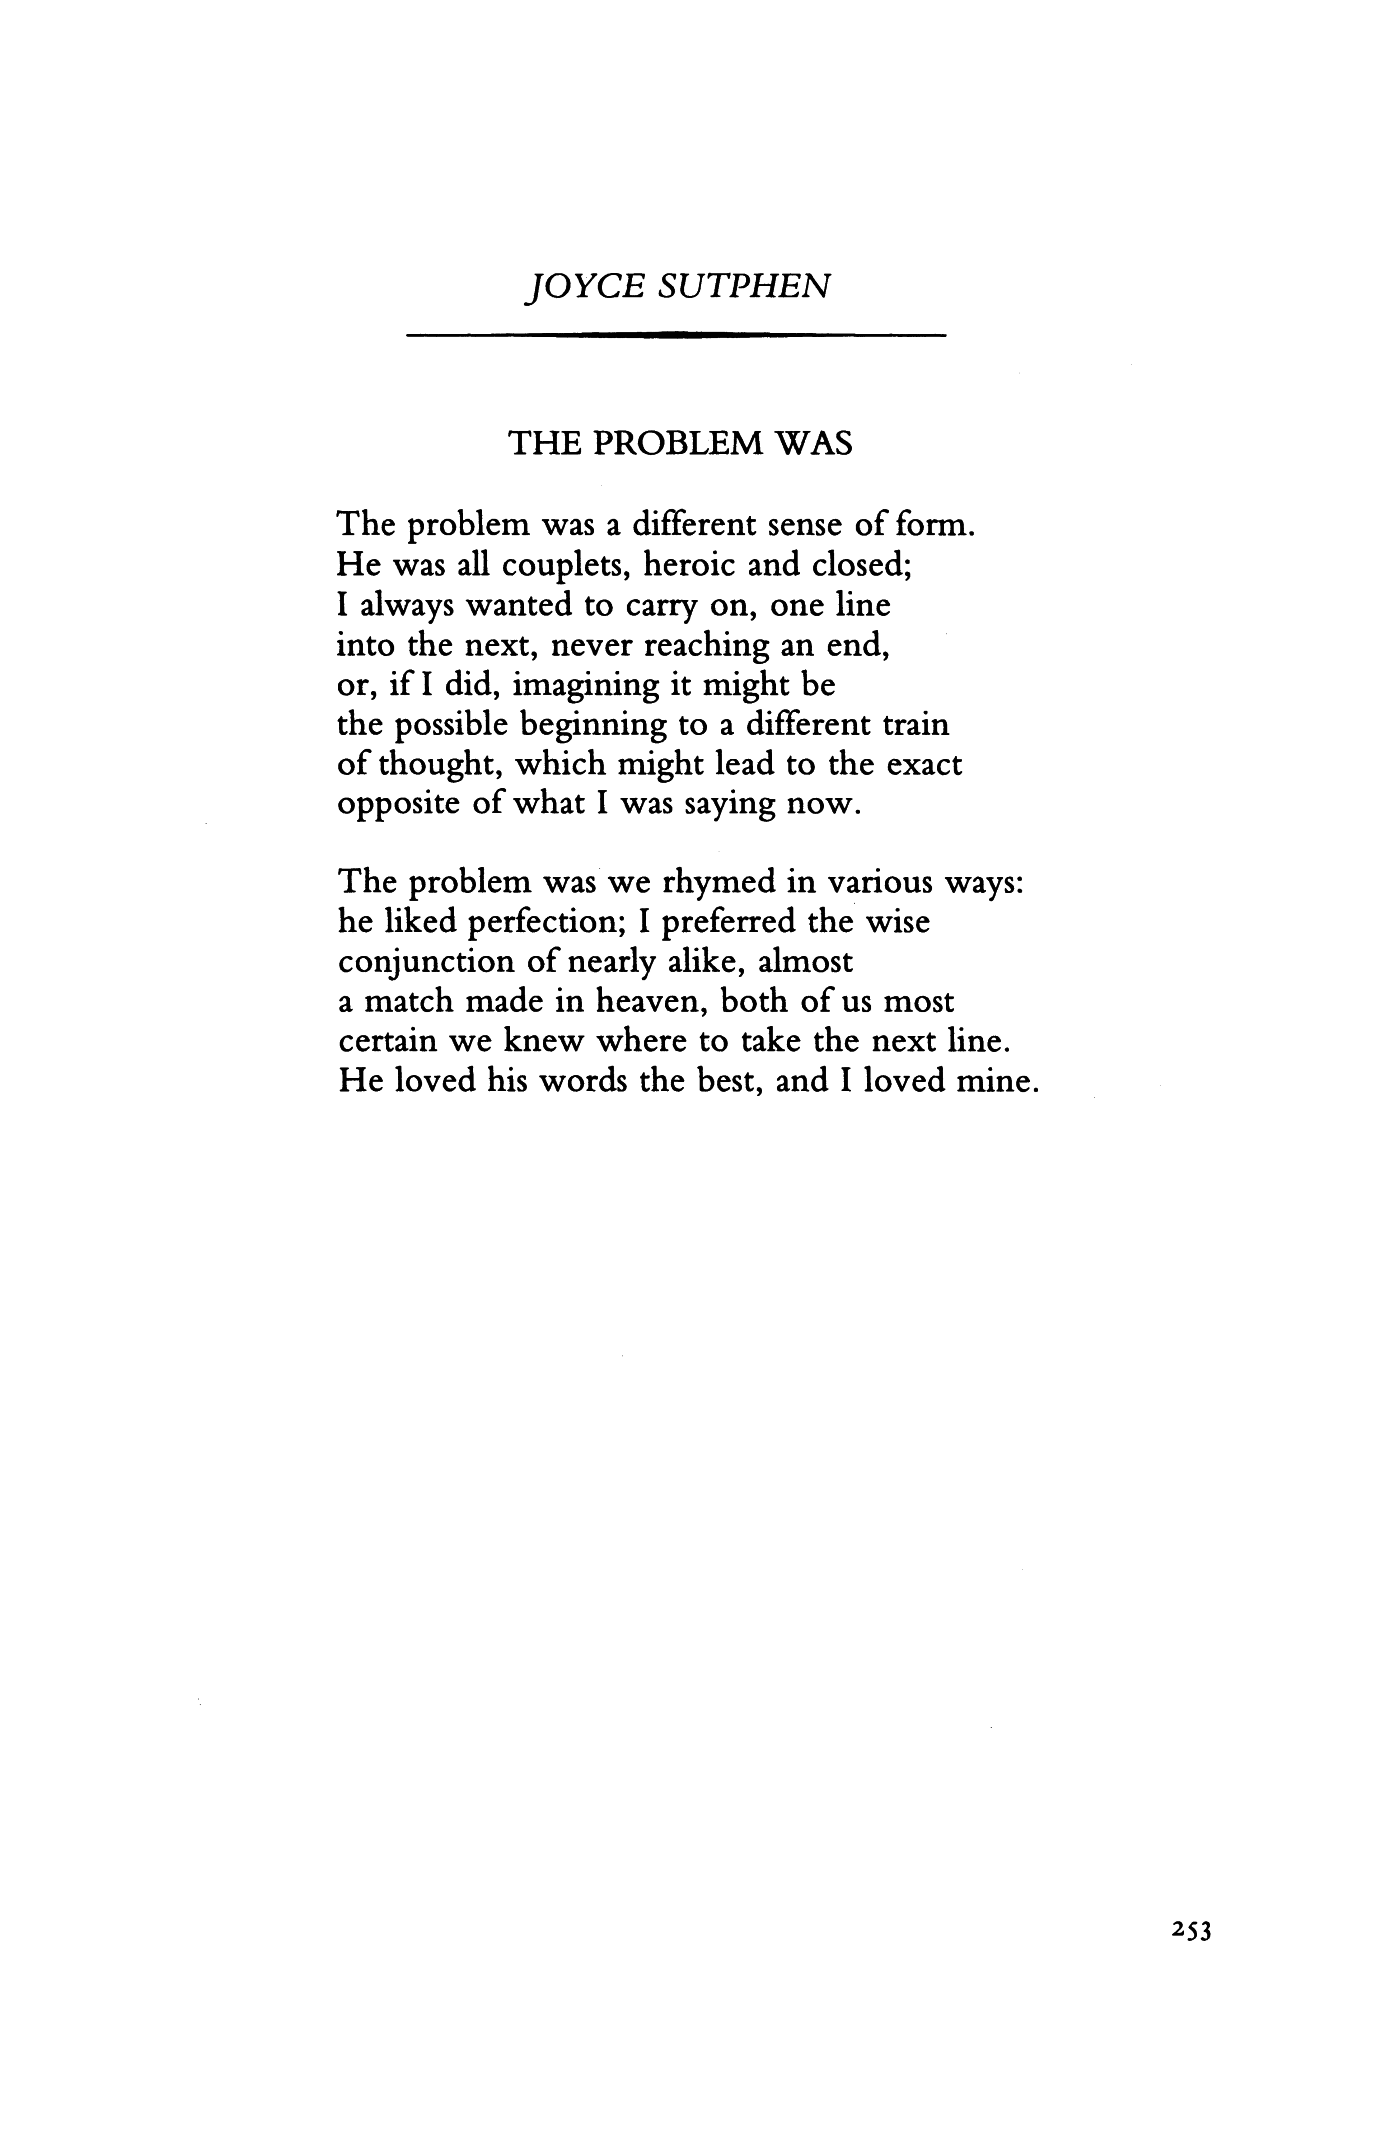 JOYCE SUTPHEN
THE PROBLEM WAS
The problem was a different sense of form.
He was all couplets, heroic and closed;
I always wanted to carry on, one line
into the next, never reaching an end,
or, if I did, imagining it might be
the possible beginning to a different train
of thought, which might lead to the exact
opposite of what I was saying now.
The problem was we rhymed in various ways:
he liked perfection; I preferred the wise
conjunction of nearly alike, almost
a match made in heaven, both of us most
certain we knew where to take the next line.
He loved his words the best, and I loved mine.
253